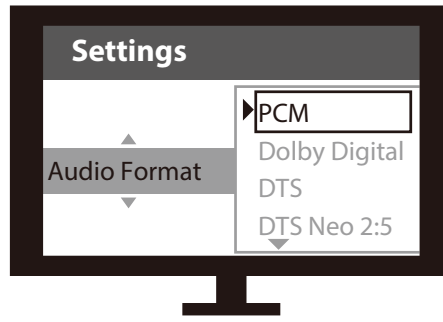 Settings
Audio Format
PCM
Dolby Digital
DTS
DTS Neo 2:5